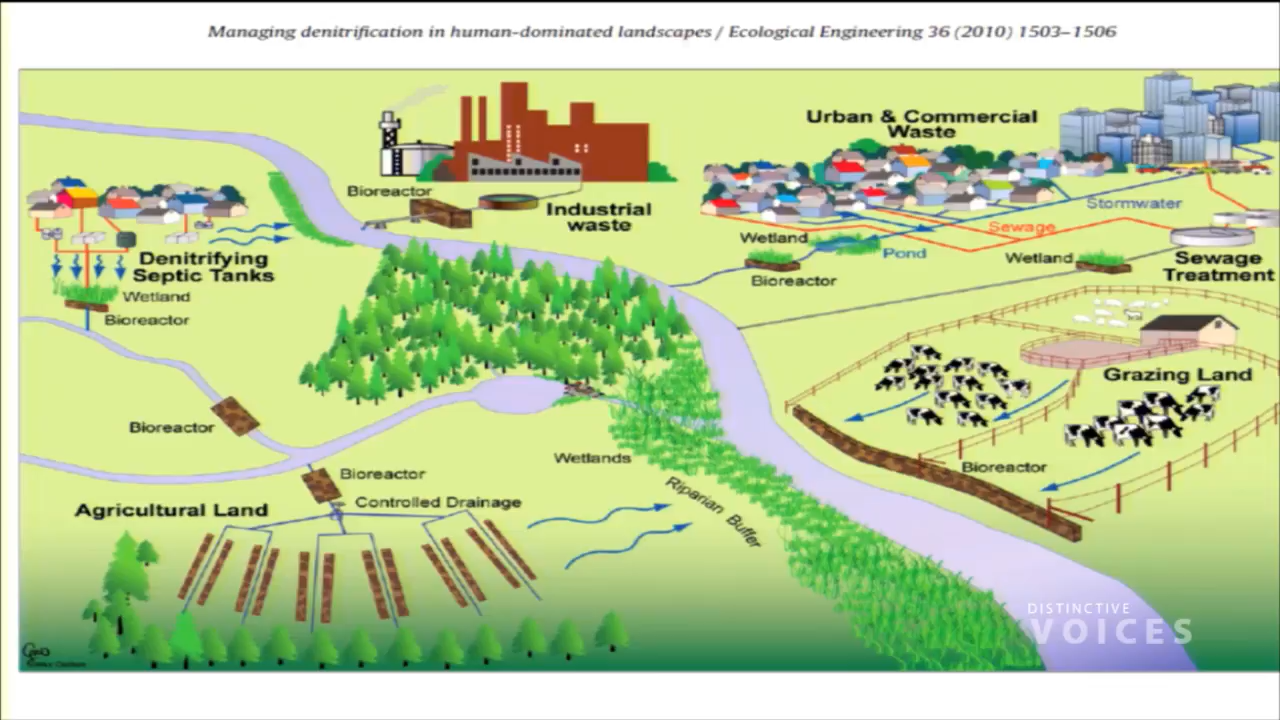 Managing denitrification in human-dominated landscapes / Ecological Engineering 36 (2010) 1503–1506
Urban & Commercial
Waste
Bioreactor
Industrial
waste
Stormwater
Sewage
Wetland
Pond
Bioreactor
Wetland
Sewage
Treatment
Denitrifying
Septic Tanks
Wetland
Bioreactor
Grazing Land
Bioreactor
Bioreactor
Wetlands
Bioreactor
Controlled Drainage
Riparian Buffer
Agricultural Land
DISTINCTIVE
VOICES